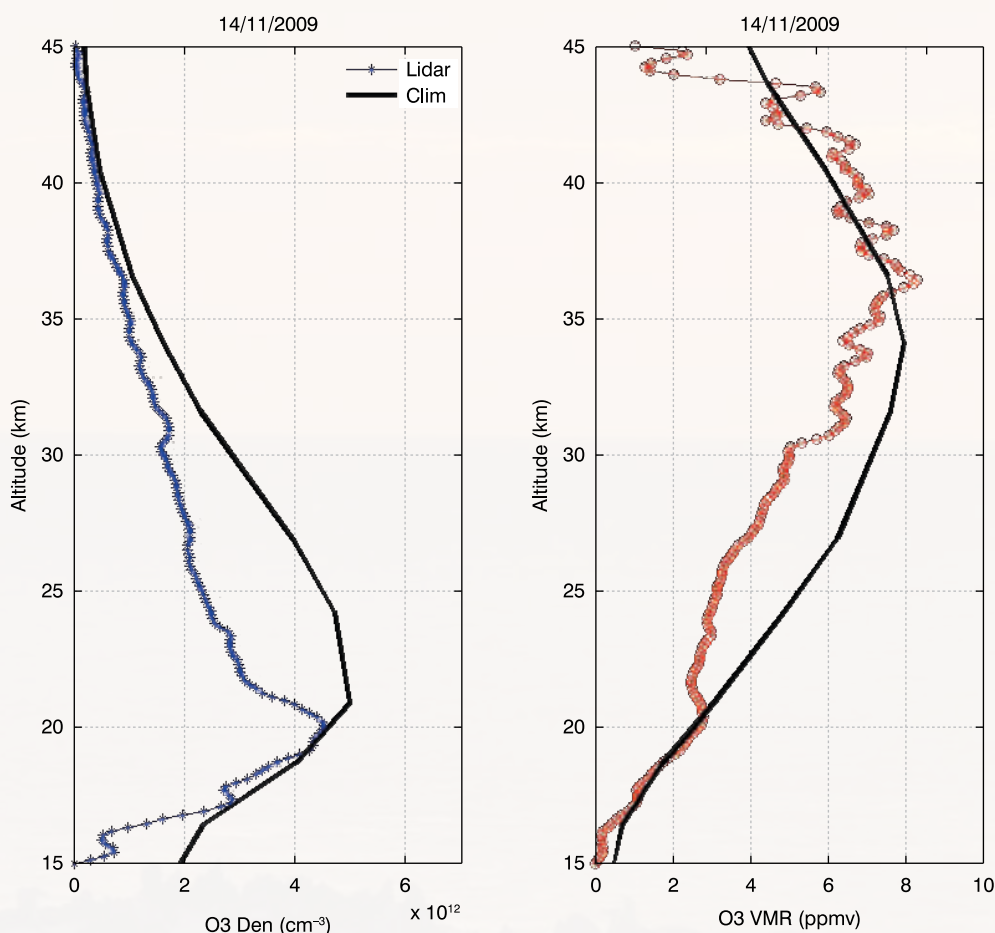 14/11/2009
45
40
35
30
25
20
15
Altitude (km)
Lidar
Clim
0 2 4 6
x 10¹²
O3 Den (cm⁻³)
14/11/2009
45
40
35
30
25
20
15
Altitude (km)
0 2 4 6 8 10
O3 VMR (ppmv)